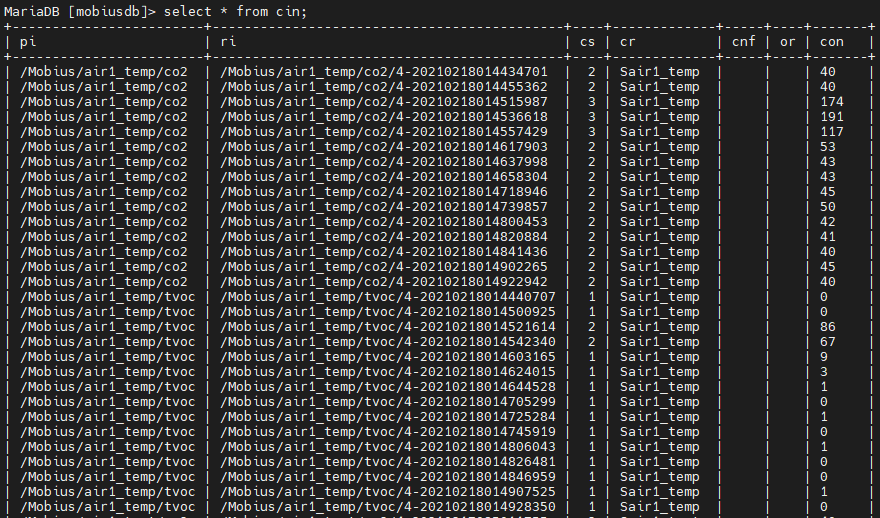 MariaDB [mobiusdb]> select * from cin;
+------------------------+--------------------------------------------+----+------------+-----+----+-------+
| pi | ri | cs | cr | cnf | or | con |
+------------------------+--------------------------------------------+----+------------+-----+----+-------+
| /Mobius/air1_temp/co2 | /Mobius/air1_temp/co2/4-20210218014434701 | 2 | Sair1_temp | | | 40
| /Mobius/air1_temp/co2 | /Mobius/air1_temp/co2/4-20210218014455362 | 2 | Sair1_temp | | | 40
| /Mobius/air1_temp/co2 | /Mobius/air1_temp/co2/4-20210218014515987 | 3 | Sair1_temp | | | 174
| /Mobius/air1_temp/co2 | /Mobius/air1_temp/co2/4-20210218014536618 | 3 | Sair1_temp | | | 191
| /Mobius/air1_temp/co2 | /Mobius/air1_temp/co2/4-20210218014557429 | 3 | Sair1_temp | | | 117
| /Mobius/air1_temp/co2 | /Mobius/air1_temp/co2/4-20210218014617903 | 2 | Sair1_temp | | | 53
| /Mobius/air1_temp/co2 | /Mobius/air1_temp/co2/4-20210218014637998 | 2 | Sair1_temp | | | 43
| /Mobius/air1_temp/co2 | /Mobius/air1_temp/co2/4-20210218014658304 | 2 | Sair1_temp | | | 43
| /Mobius/air1_temp/co2 | /Mobius/air1_temp/co2/4-20210218014718946 | 2 | Sair1_temp | | | 45
| /Mobius/air1_temp/co2 | /Mobius/air1_temp/co2/4-20210218014739857 | 2 | Sair1_temp | | | 50
| /Mobius/air1_temp/co2 | /Mobius/air1_temp/co2/4-20210218014800453 | 2 | Sair1_temp | | | 42
| /Mobius/air1_temp/co2 | /Mobius/air1_temp/co2/4-20210218014820884 | 2 | Sair1_temp | | | 41
| /Mobius/air1_temp/co2 | /Mobius/air1_temp/co2/4-20210218014841436 | 2 | Sair1_temp | | | 40
| /Mobius/air1_temp/co2 | /Mobius/air1_temp/co2/4-20210218014902265 | 2 | Sair1_temp | | | 45
| /Mobius/air1_temp/co2 | /Mobius/air1_temp/co2/4-20210218014922942 | 2 | Sair1_temp | | | 40
| /Mobius/air1_temp/tvoc | /Mobius/air1_temp/tvoc/4-20210218014440707 | 1 | Sair1_temp | | | 0
| /Mobius/air1_temp/tvoc | /Mobius/air1_temp/tvoc/4-20210218014500925 | 1 | Sair1_temp | | | 0
| /Mobius/air1_temp/tvoc | /Mobius/air1_temp/tvoc/4-20210218014521614 | 2 | Sair1_temp | | | 86
| /Mobius/air1_temp/tvoc | /Mobius/air1_temp/tvoc/4-20210218014542340 | 2 | Sair1_temp | | | 67
| /Mobius/air1_temp/tvoc | /Mobius/air1_temp/tvoc/4-20210218014603165 | 1 | Sair1_temp | | | 9
| /Mobius/air1_temp/tvoc | /Mobius/air1_temp/tvoc/4-20210218014624015 | 1 | Sair1_temp | | | 3
| /Mobius/air1_temp/tvoc | /Mobius/air1_temp/tvoc/4-20210218014644528 | 1 | Sair1_temp | | | 1
| /Mobius/air1_temp/tvoc | /Mobius/air1_temp/tvoc/4-20210218014705299 | 1 | Sair1_temp | | | 0
| /Mobius/air1_temp/tvoc | /Mobius/air1_temp/tvoc/4-20210218014725284 | 1 | Sair1_temp | | | 1
| /Mobius/air1_temp/tvoc | /Mobius/air1_temp/tvoc/4-20210218014745919 | 1 | Sair1_temp | | | 0
| /Mobius/air1_temp/tvoc | /Mobius/air1_temp/tvoc/4-20210218014806043 | 1 | Sair1_temp | | | 1
| /Mobius/air1_temp/tvoc | /Mobius/air1_temp/tvoc/4-20210218014826481 | 1 | Sair1_temp | | | 0
| /Mobius/air1_temp/tvoc | /Mobius/air1_temp/tvoc/4-20210218014846959 | 1 | Sair1_temp | | | 0
| /Mobius/air1_temp/tvoc | /Mobius/air1_temp/tvoc/4-20210218014907525 | 1 | Sair1_temp | | | 1
| /Mobius/air1_temp/tvoc | /Mobius/air1_temp/tvoc/4-20210218014928350 | 1 | Sair1_temp | | | 0